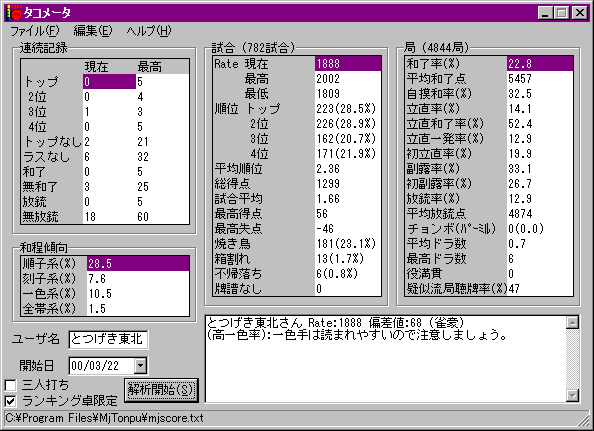 タコメータ
ファイル(F) 編集(E) ヘルプ(H)
連続記録
現在 最高
トップ 0 5
2位 0 4
3位 1 3
4位 0 5
トップなし 2 21
ラスなし 6 32
和了 0 5
無和了 3 25
放銃 0 5
無放銃 18 60
和程傾向
順子系(%) 28.5
刻子系(%) 7.6
一色系(%) 10.5
全帯系(%) 1.5
ユーザ名 とつげき東北
開始日 00/03/22
三人打ち
ランキング卓限定
解析開始(S)
試合 (782試合)
Rate 現在 1888
最高 2002
最低 1809
順位 トップ 223(28.5%)
2位 226(28.9%)
3位 162(20.7%)
4位 171(21.9%)
平均順位 2.36
総得点 1299
試合平均 1.66
最高得点 56
最高失点 -46
焼き鳥 181(23.1%)
箱割れ 13(1.7%)
不帰落ち 6(0.8%)
牌譜なし 0
局 (4844局)
和了率(%) 22.8
平均和了点 5457
自摸和率(%) 32.5
立直率(%) 14.1
立直和了率(%) 52.4
立直一発率(%) 12.9
初立直率(%) 19.9
副露率(%) 33.1
初副露率(%) 26.7
放銃率(%) 12.9
平均放銃点 4874
チョンボ(ﾊﾟｰﾐﾙ) 0(0.0)
平均ドラ数 0.7
最高ドラ数 6
役満貫 0
疑似流局聴牌率(%) 47
とつげき東北さん Rate:1888 偏差値:68 (雀豪)
(高一色率):一色手は読まれやすいので注意しましょう。
C:¥Program Files¥MjTonpu¥mjscore.txt